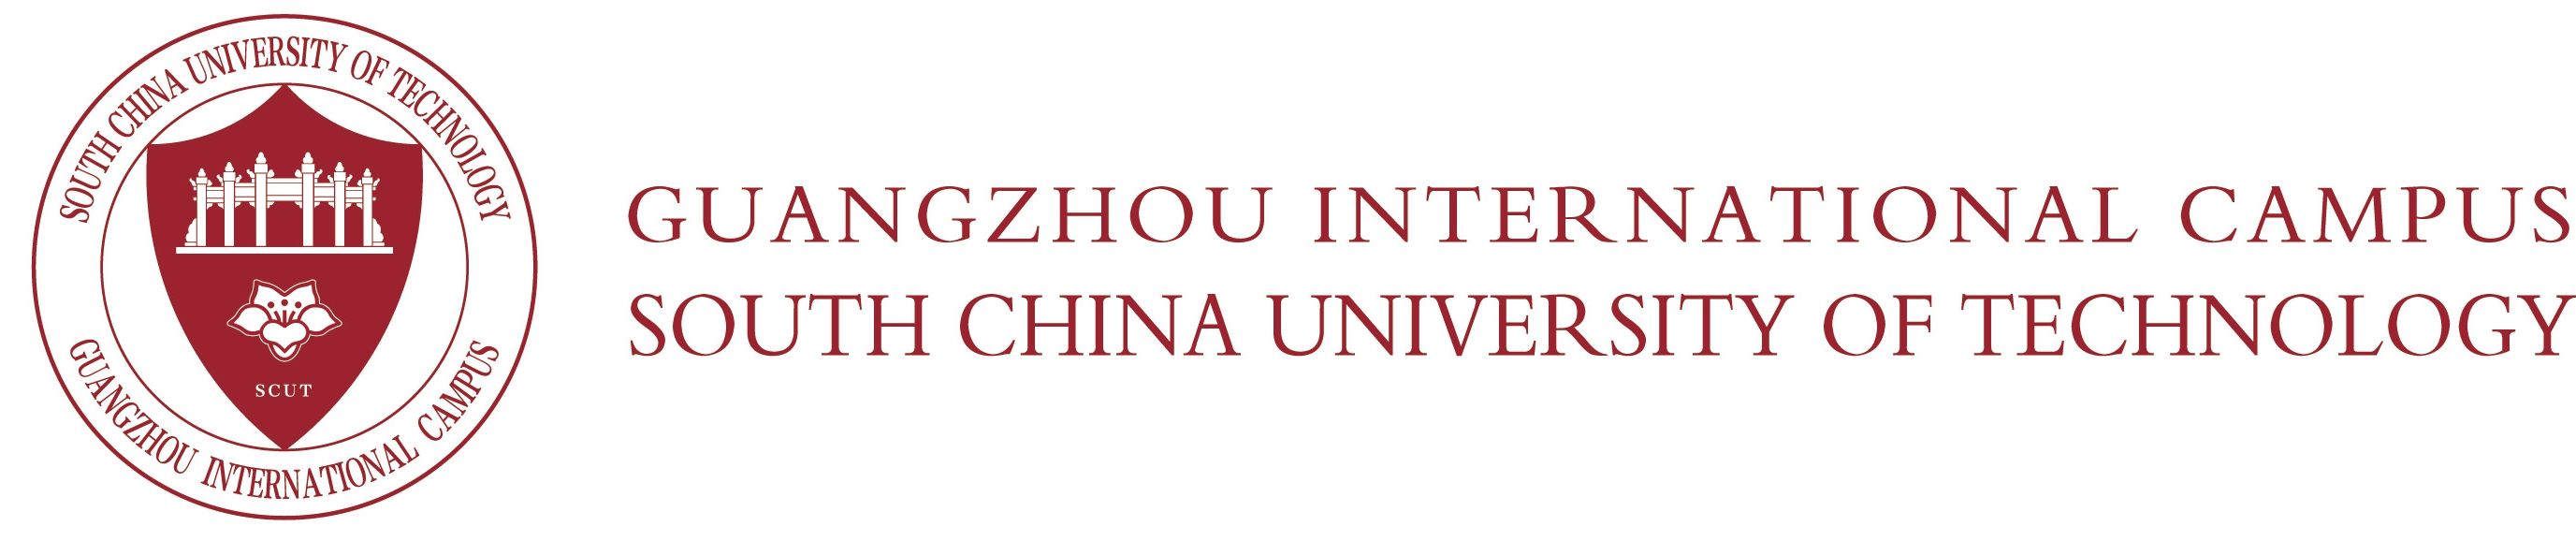 SOUTH CHINA UNIVERSITY OF TECHNOLOGY
SCUT
GUANGZHOU INTERNATIONAL CAMPUS
GUANGZHOU INTERNATIONAL CAMPUS
SOUTH CHINA UNIVERSITY OF TECHNOLOGY